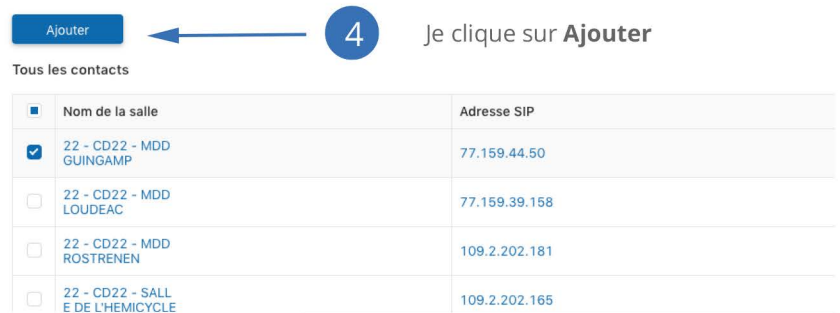 Ajouter
4
Je clique sur Ajouter
Tous les contacts
Nom de la salle
Adresse SIP
22 - CD22 - MDD
GUINGAMP
77.159.44.50
22 - CD22 - MDD
LOUDEAC
77.159.39.158
22 - CD22 - MDD
ROSTRENEN
109.2.202.181
22 - CD22 - SALL
E DE L'HEMICYCLE
109.2.202.165